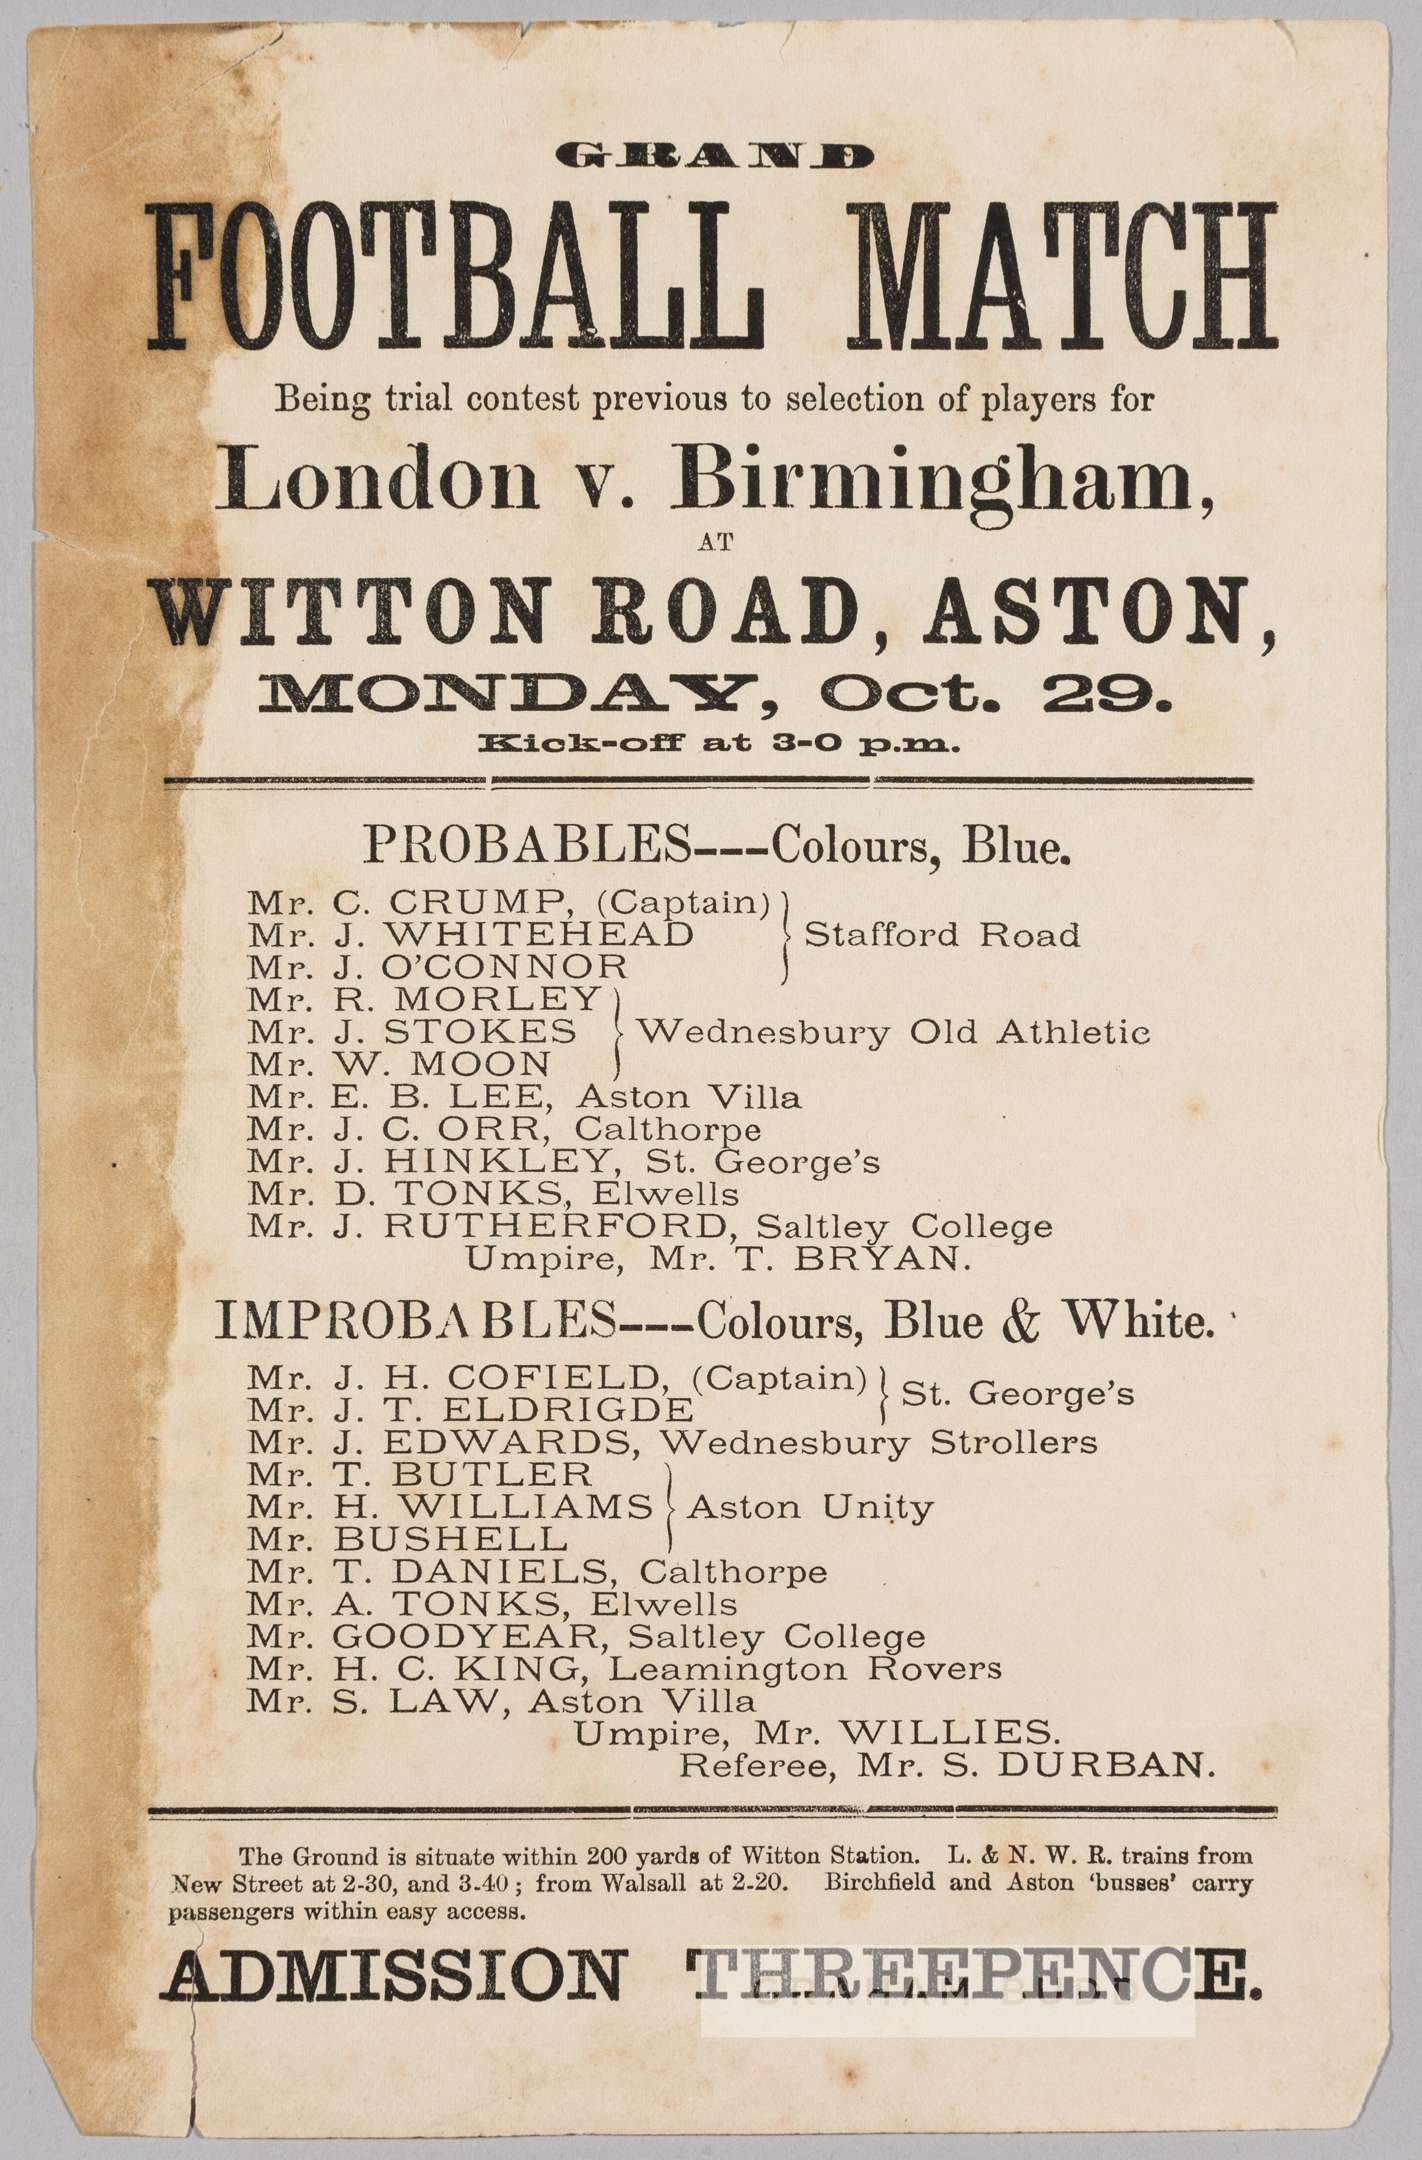 GRAND
FOOTBALL MATCH
Being trial contest previous to selection of players for
London v. Birmingham,
AT
WITTON ROAD, ASTON,
MONDAY, Oct. 29.
Kick-off at 3-0 p.m.
PROBABLES---Colours, Blue.
Mr. C. CRUMP, (Captain)
Mr. J. WHITEHEAD } Stafford Road
Mr. J. O'CONNOR
Mr. R. MORLEY
Mr. J. STOKES } Wednesbury Old Athletic
Mr. W. MOON
Mr. E. B. LEE, Aston Villa
Mr. J. C. ORR, Calthorpe
Mr. J. HINKLEY, St. George's
Mr. D. TONKS, Elwells
Mr. J. RUTHERFORD, Saltley College
Umpire, Mr. T. BRYAN.
IMPROBABLES---Colours, Blue & White.
Mr. J. H. COFIELD, (Captain) } St. George's
Mr. J. T. ELDRIGDE
Mr. J. EDWARDS, Wednesbury Strollers
Mr. T. BUTLER
Mr. H. WILLIAMS } Aston Unity
Mr. BUSHELL
Mr. T. DANIELS, Calthorpe
Mr. A. TONKS, Elwells
Mr. GOODYEAR, Saltley College
Mr. H. C. KING, Leamington Rovers
Mr. S. LAW, Aston Villa
Umpire, Mr. WILLIES.
Referee, Mr. S. DURBAN.
The Ground is situate within 200 yards of Witton Station. L. & N. W. R. trains from
New Street at 2-30, and 3-40; from Walsall at 2-20. Birchfield and Aston 'busses' carry
passengers within easy access.
ADMISSION THREEPENCE.